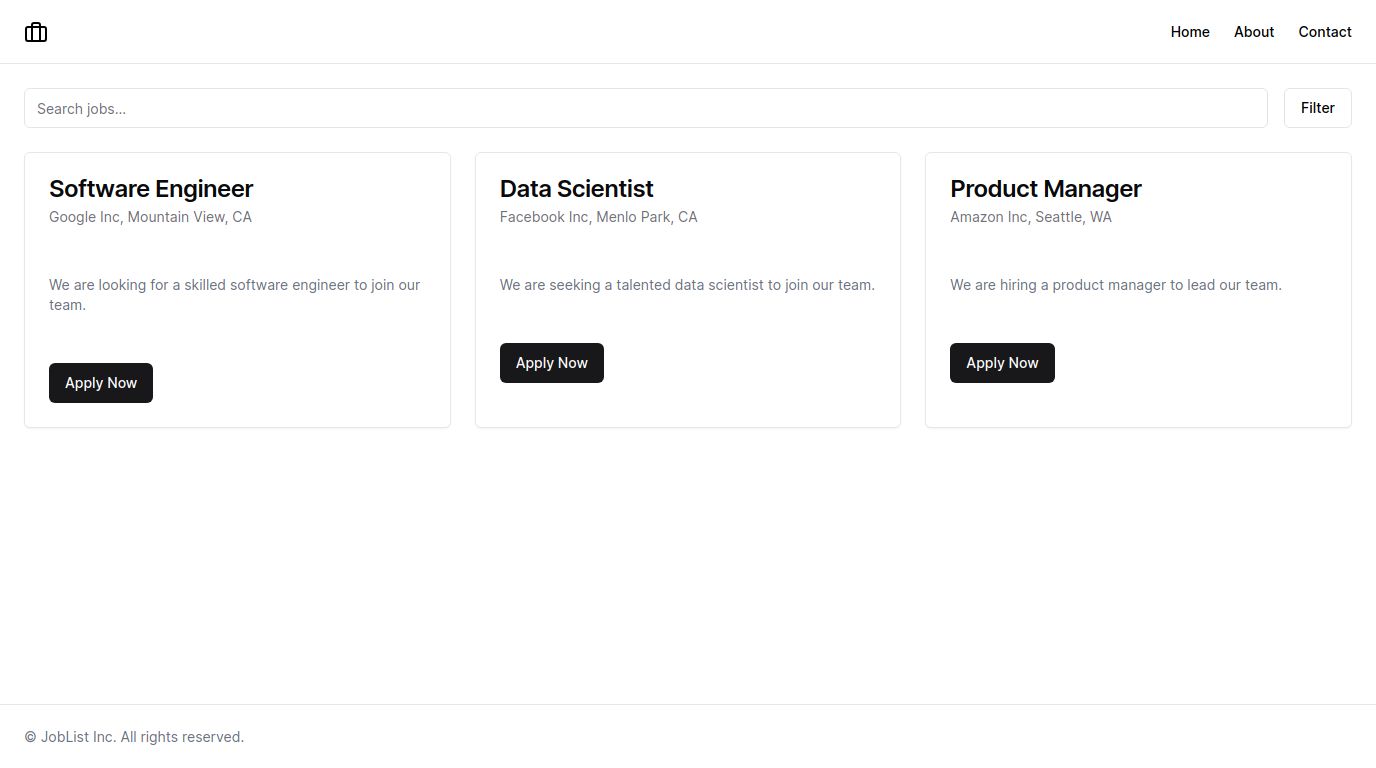 Home About Contact
Search jobs...
Filter
Software Engineer
Google Inc, Mountain View, CA
We are looking for a skilled software engineer to join our
team.
Apply Now
Data Scientist
Facebook Inc, Menlo Park, CA
We are seeking a talented data scientist to join our team.
Apply Now
Product Manager
Amazon Inc, Seattle, WA
We are hiring a product manager to lead our team.
Apply Now
© JobList Inc. All rights reserved.